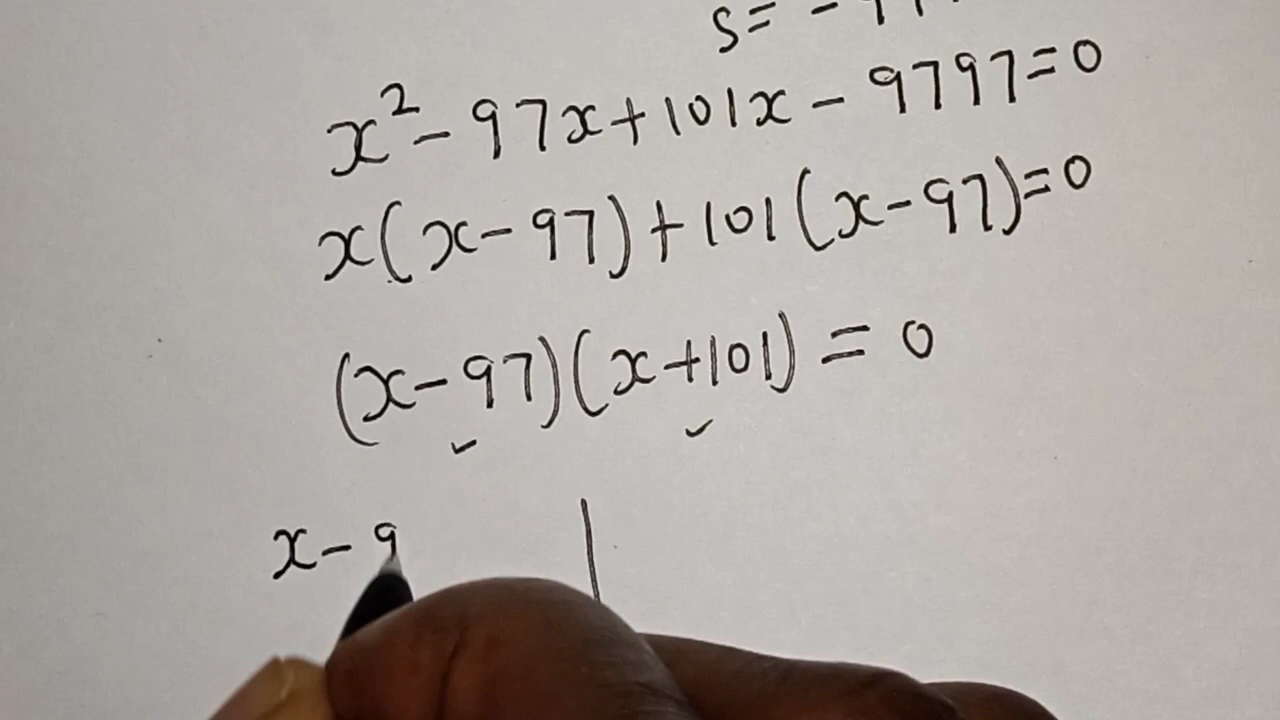 s = -
x² - 97x + 101x - 9797 = 0
x(x - 97) + 101(x - 97) = 0
(x - 97)(x + 101) = 0
x - 9